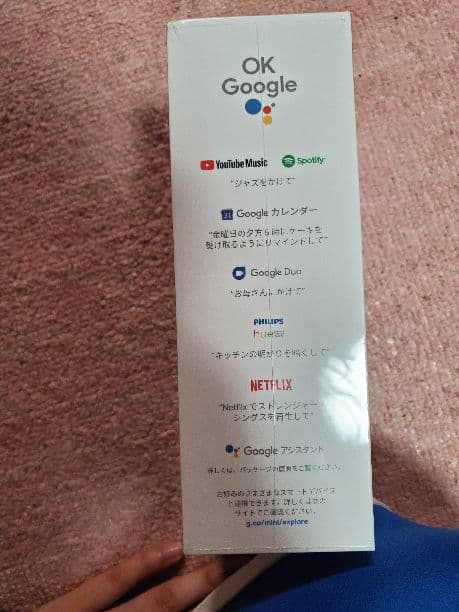 OK
Google
YouTube Music Spotify
"ジャズをかけて"
31 Google カレンダー
"金曜日の夕方 6 時にケーキを
受け取るようにリマインドして"
Google Duo
"お母さんにかけて"
PHILIPS
hue
"キッチンの明かりを暗くして"
NETFLIX
"Netflix でストレンジャー
シングスを再生して"
Google アシスタント
詳しくは、パッケージの底面をご覧ください。
お好みのさまざまなスマートデバイス
と連携できます。詳しくは次の
サイトでご確認ください。
g.co/mini/explore